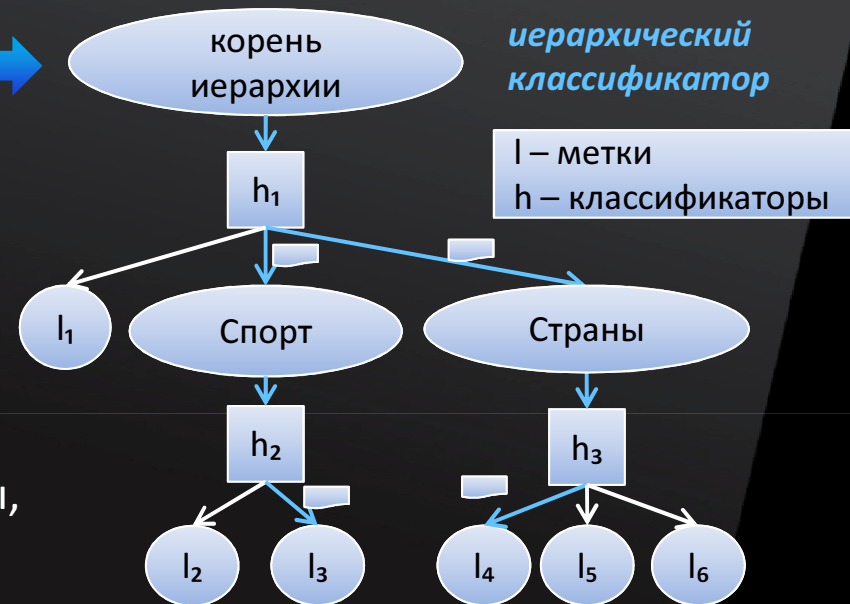 корень
иерархии
иерархический
классификатор
l – метки
h – классификаторы
h₁
l₁
Спорт
Страны
h₂
h₃
l₂
l₃
l₄
l₅
l₆